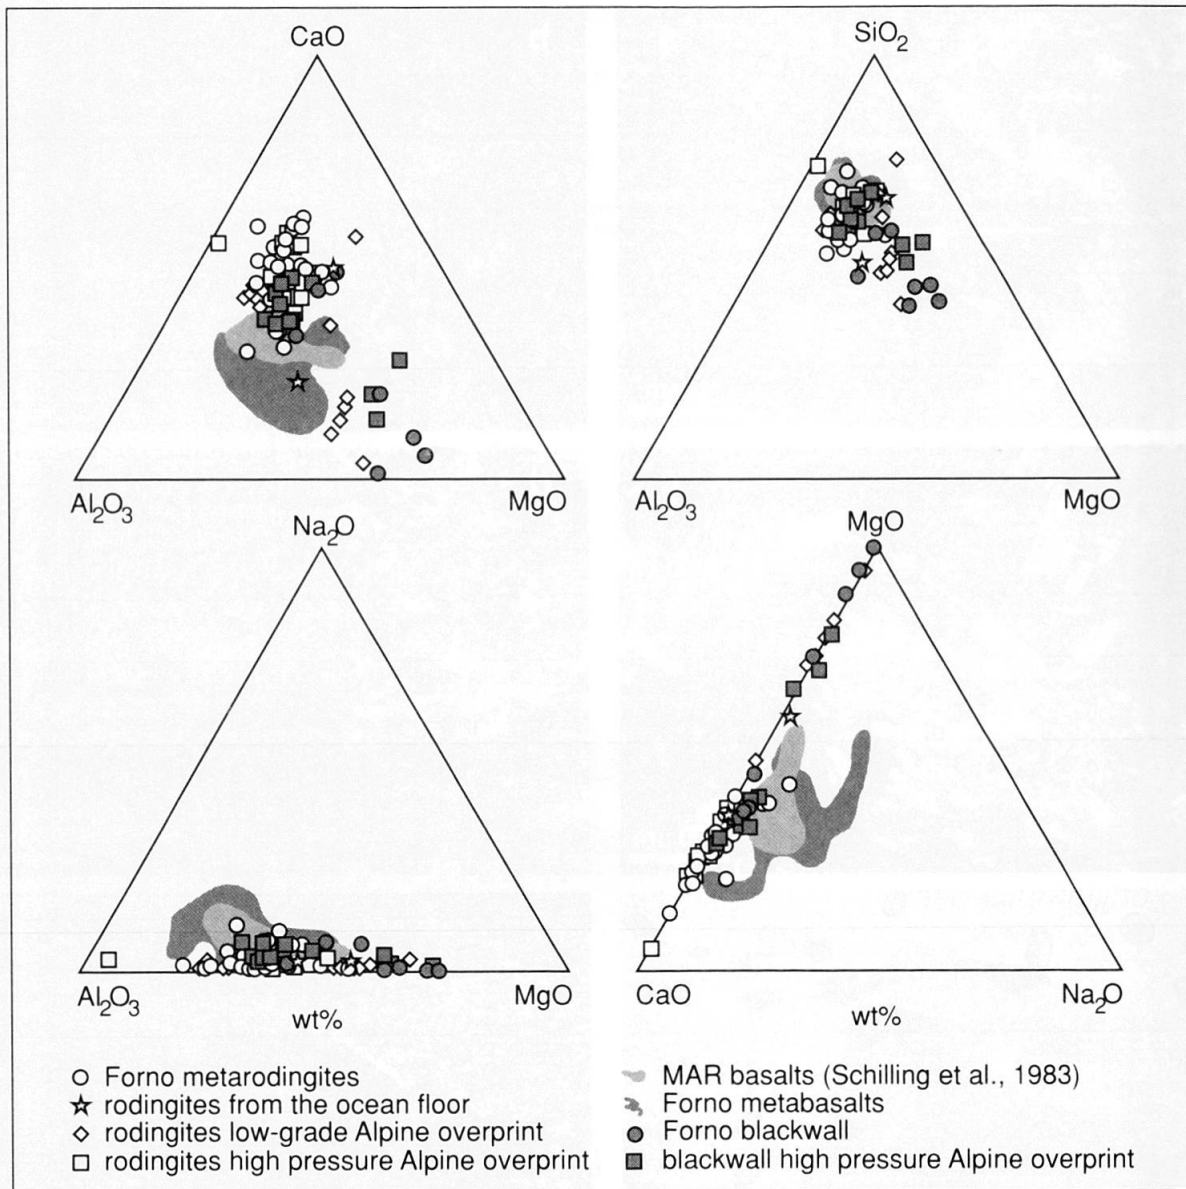 CaO
SiO2
Al2O3
MgO
Al2O3
MgO
Na2O
MgO
Al2O3
MgO
CaO
Na2O
wt%
wt%
Forno metarodingites
rodingites from the ocean floor
rodingites low-grade Alpine overprint
rodingites high pressure Alpine overprint
MAR basalts (Schilling et al., 1983)
Forno metabasalts
Forno blackwall
blackwall high pressure Alpine overprint